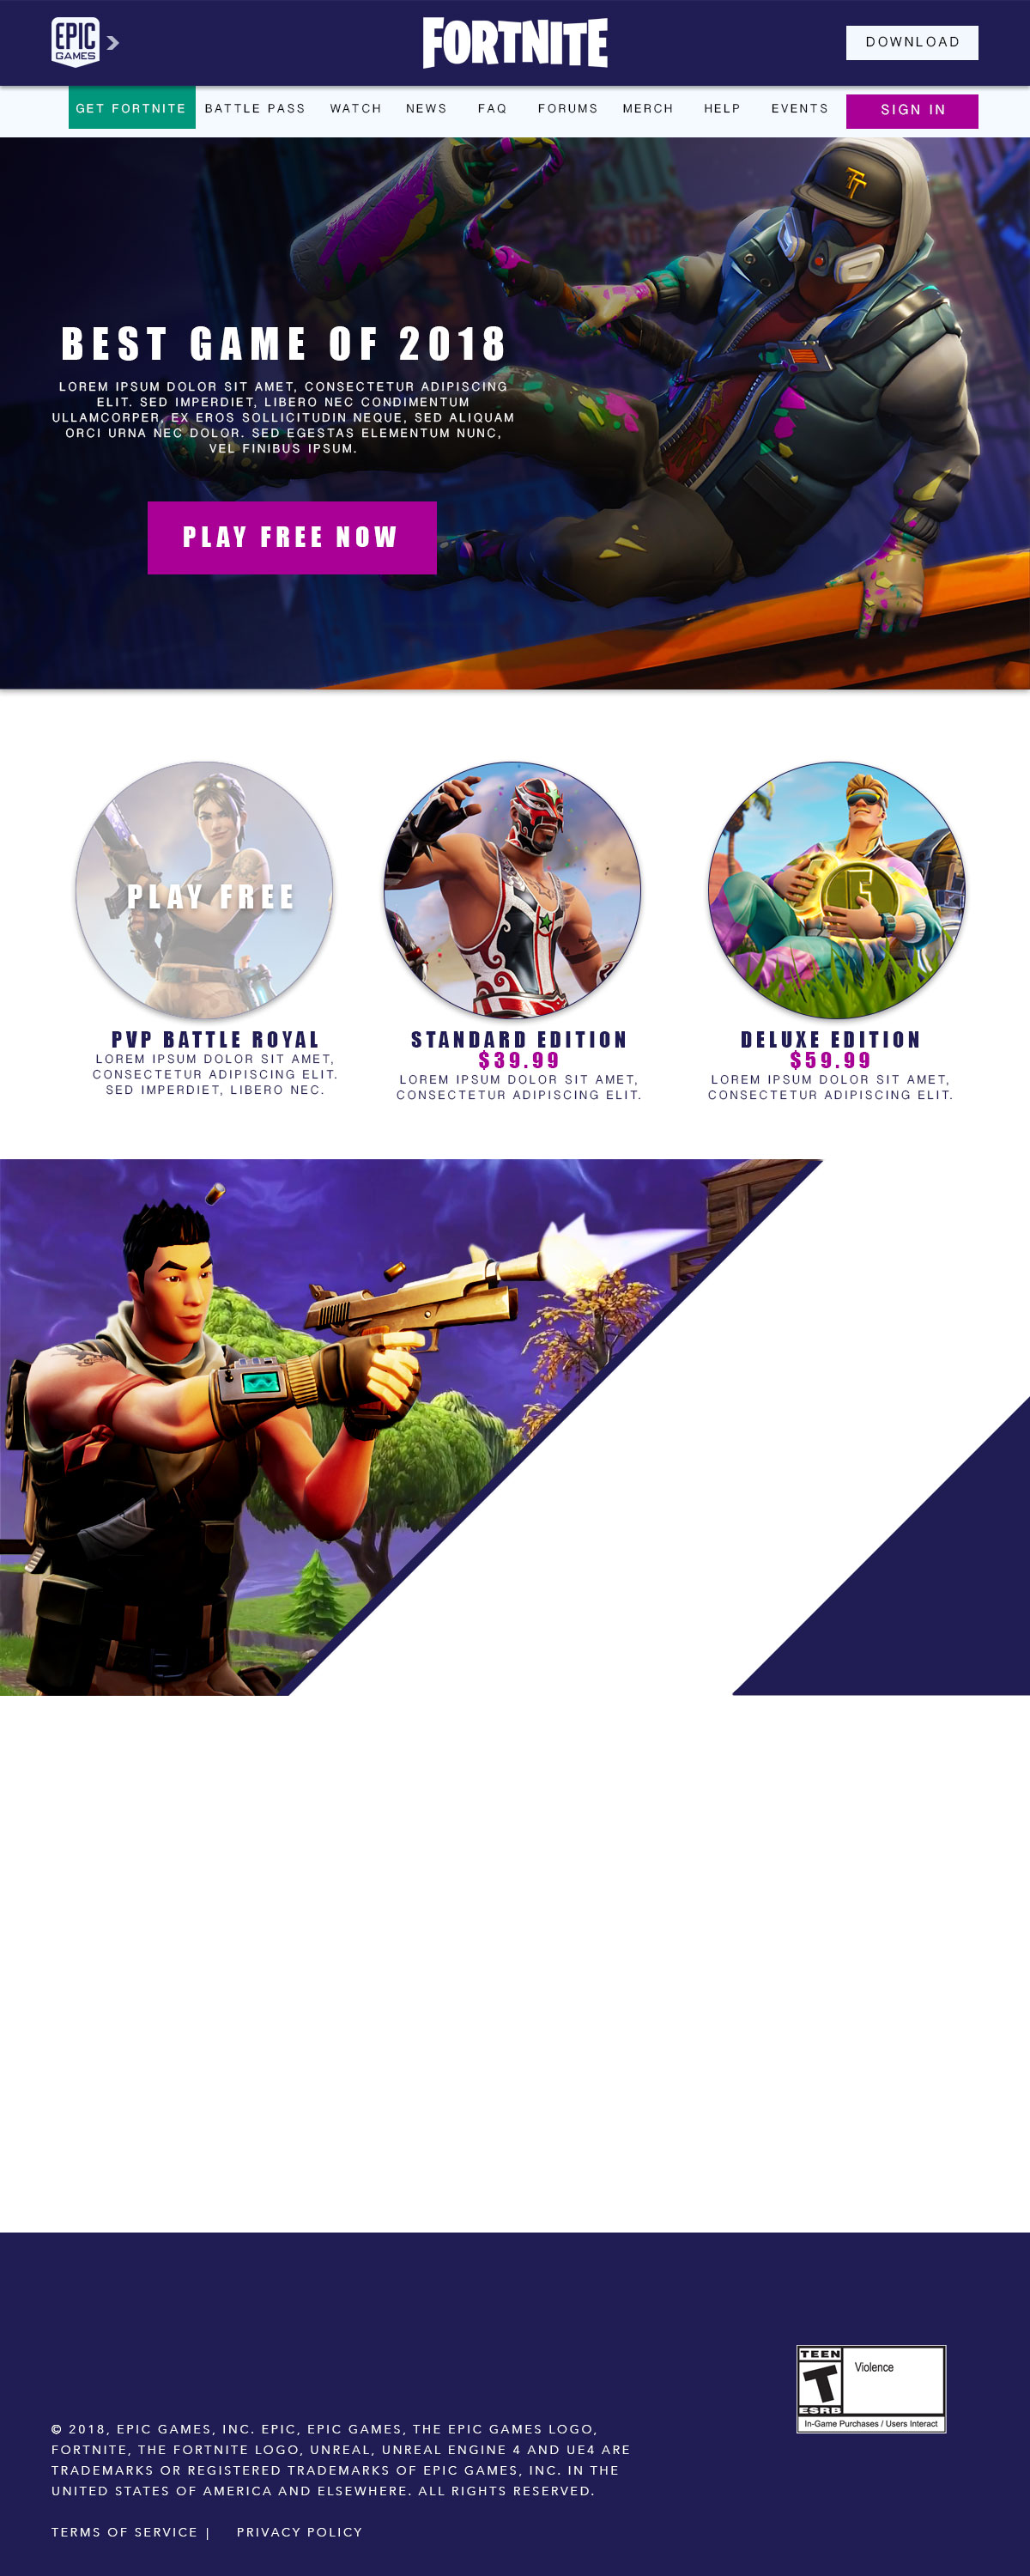 EPIC
GAMES
FORTNITE
DOWNLOAD
GET FORTNITE
BATTLE PASS
WATCH
NEWS
FAQ
FORUMS
MERCH
HELP
EVENTS
SIGN IN
BEST GAME OF 2018
LOREM IPSUM DOLOR SIT AMET, CONSECTETUR ADIPISCING
ELIT. SED IMPERDIET, LIBERO NEC CONDIMENTUM
ULLAMCORPER, EX EROS SOLLICITUDIN NEQUE, SED ALIQUAM
ORCI URNA NEC DOLOR. SED EGESTAS ELEMENTUM NUNC,
VEL FINIBUS IPSUM.
PLAY FREE NOW
PLAY FREE
PVP BATTLE ROYAL
LOREM IPSUM DOLOR SIT AMET,
CONSECTETUR ADIPISCING ELIT.
SED IMPERDIET, LIBERO NEC.
STANDARD EDITION
$39.99
LOREM IPSUM DOLOR SIT AMET,
CONSECTETUR ADIPISCING ELIT.
DELUXE EDITION
$59.99
LOREM IPSUM DOLOR SIT AMET,
CONSECTETUR ADIPISCING ELIT.
TEEN
T
ESRB
Violence
In-Game Purchases / Users Interact
© 2018, EPIC GAMES, INC. EPIC, EPIC GAMES, THE EPIC GAMES LOGO,
FORTNITE, THE FORTNITE LOGO, UNREAL, UNREAL ENGINE 4 AND UE4 ARE
TRADEMARKS OR REGISTERED TRADEMARKS OF EPIC GAMES, INC. IN THE
UNITED STATES OF AMERICA AND ELSEWHERE. ALL RIGHTS RESERVED.
TERMS OF SERVICE |
PRIVACY POLICY